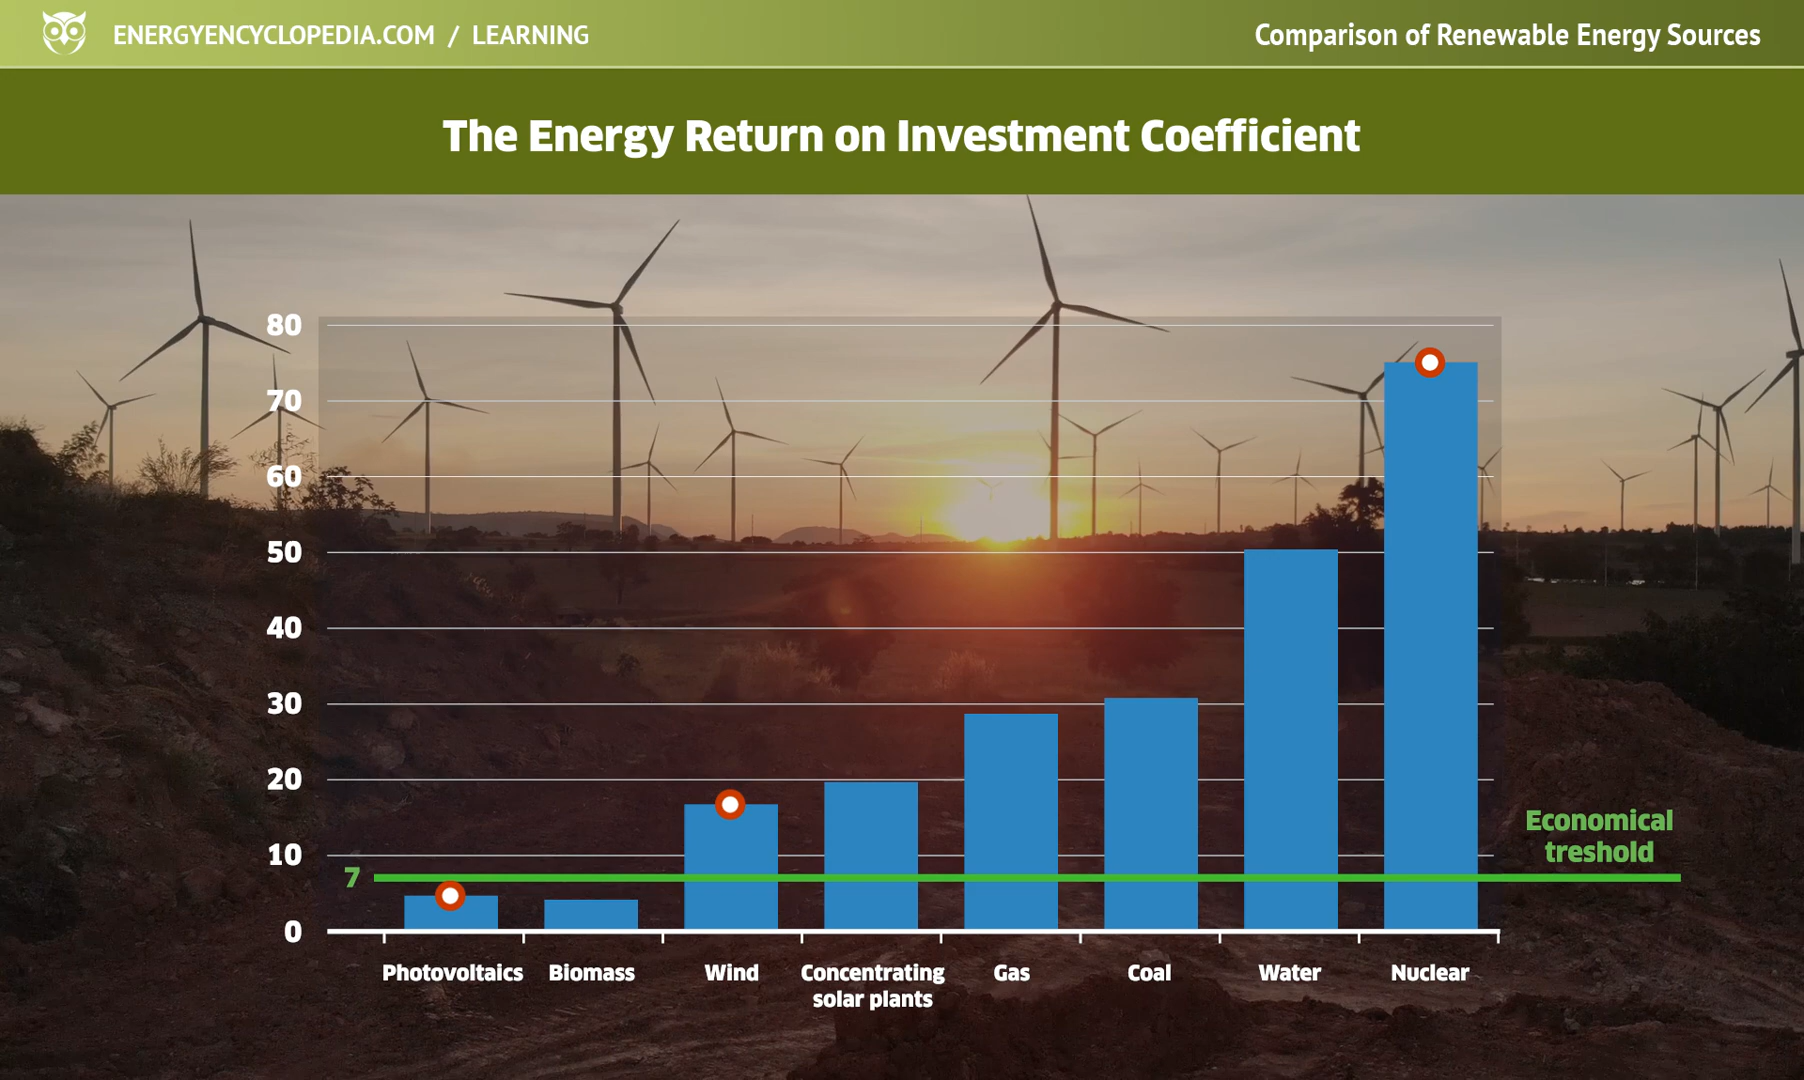 ENERGYENCYCLOPEDIA.COM / LEARNING
Comparison of Renewable Energy Sources
The Energy Return on Investment Coefficient
80
70
60
50
40
30
20
10
7
0
Economical
treshold
Photovoltaics
Biomass
Wind
Concentrating
solar plants
Gas
Coal
Water
Nuclear